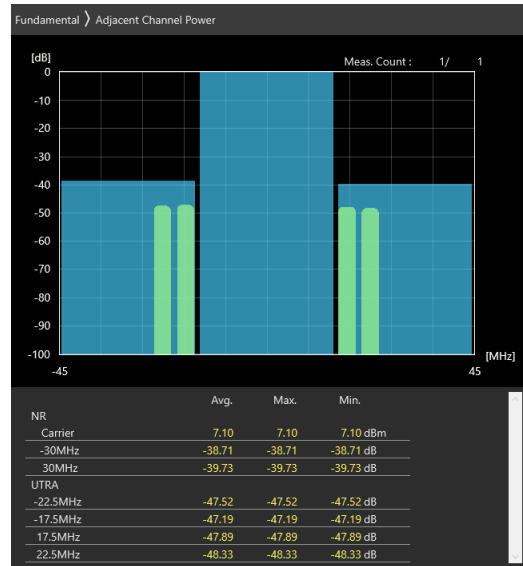 Fundamental 〉 Adjacent Channel Power
[dB]
Meas. Count : 1/ 1
0
-10
-20
-30
-40
-50
-60
-70
-80
-90
-100
[MHz]
-45 45
Avg. Max. Min.
NR
Carrier 7.10 7.10 7.10 dBm
-30MHz -38.71 -38.71 -38.71 dB
30MHz -39.73 -39.73 -39.73 dB
UTRA
-22.5MHz -47.52 -47.52 -47.52 dB
-17.5MHz -47.19 -47.19 -47.19 dB
17.5MHz -47.89 -47.89 -47.89 dB
22.5MHz -48.33 -48.33 -48.33 dB